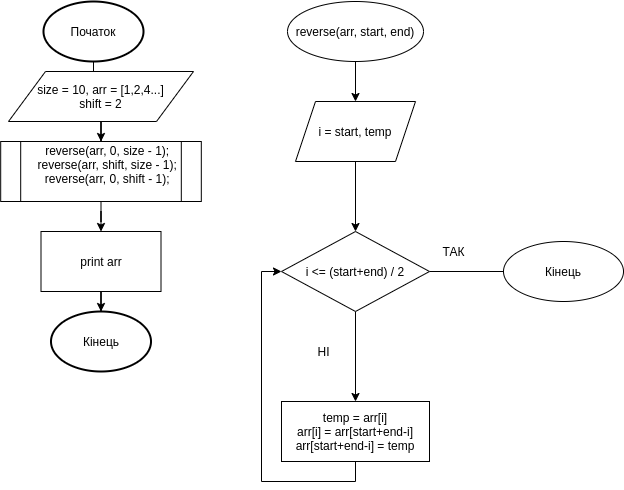 Початок
size = 10, arr = [1,2,4...]
shift = 2
reverse(arr, 0, size - 1);
reverse(arr, shift, size - 1);
reverse(arr, 0, shift - 1);
print arr
Кінець
reverse(arr, start, end)
i = start, temp
i <= (start+end) / 2
ТАК
Кінець
НІ
temp = arr[i]
arr[i] = arr[start+end-i]
arr[start+end-i] = temp